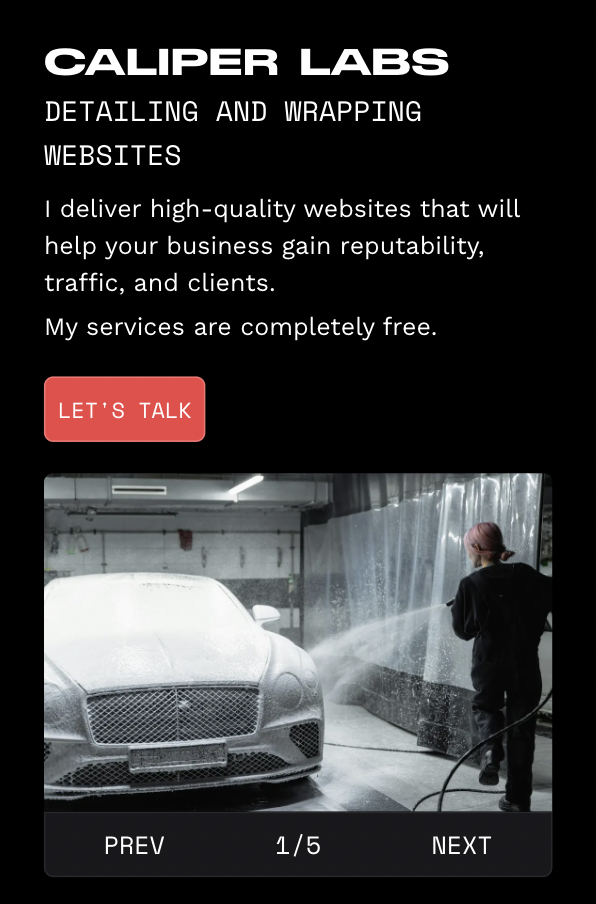 CALIPER LABS
DETAILING AND WRAPPING
WEBSITES
I deliver high-quality websites that will
help your business gain reputability,
traffic, and clients.
My services are completely free.
LET'S TALK
PREV 1/5 NEXT